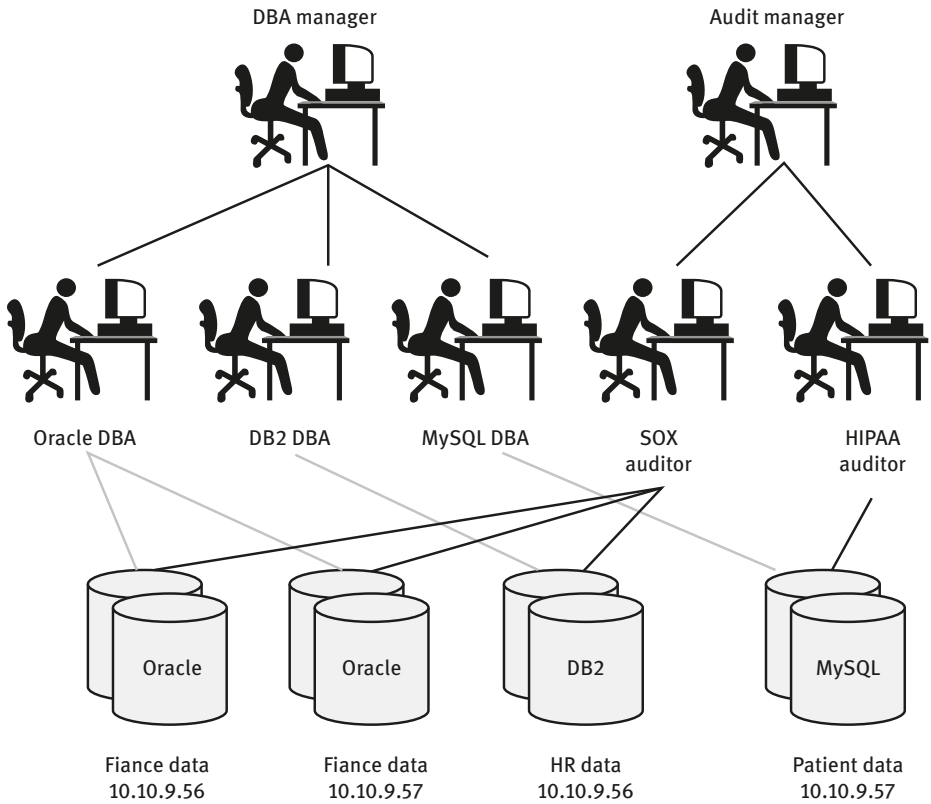 DBA manager
Audit manager
Oracle DBA
DB2 DBA
MySQL DBA
SOX
auditor
HIPAA
auditor
Oracle
Oracle
DB2
MySQL
Fiance data
10.10.9.56
Fiance data
10.10.9.57
HR data
10.10.9.56
Patient data
10.10.9.57